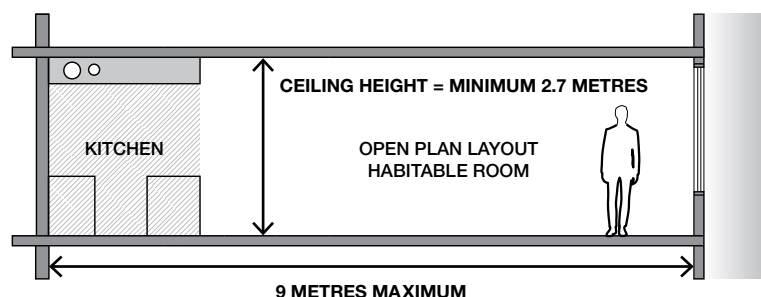 CEILING HEIGHT = MINIMUM 2.7 METRES
KITCHEN
OPEN PLAN LAYOUT
HABITABLE ROOM
9 METRES MAXIMUM